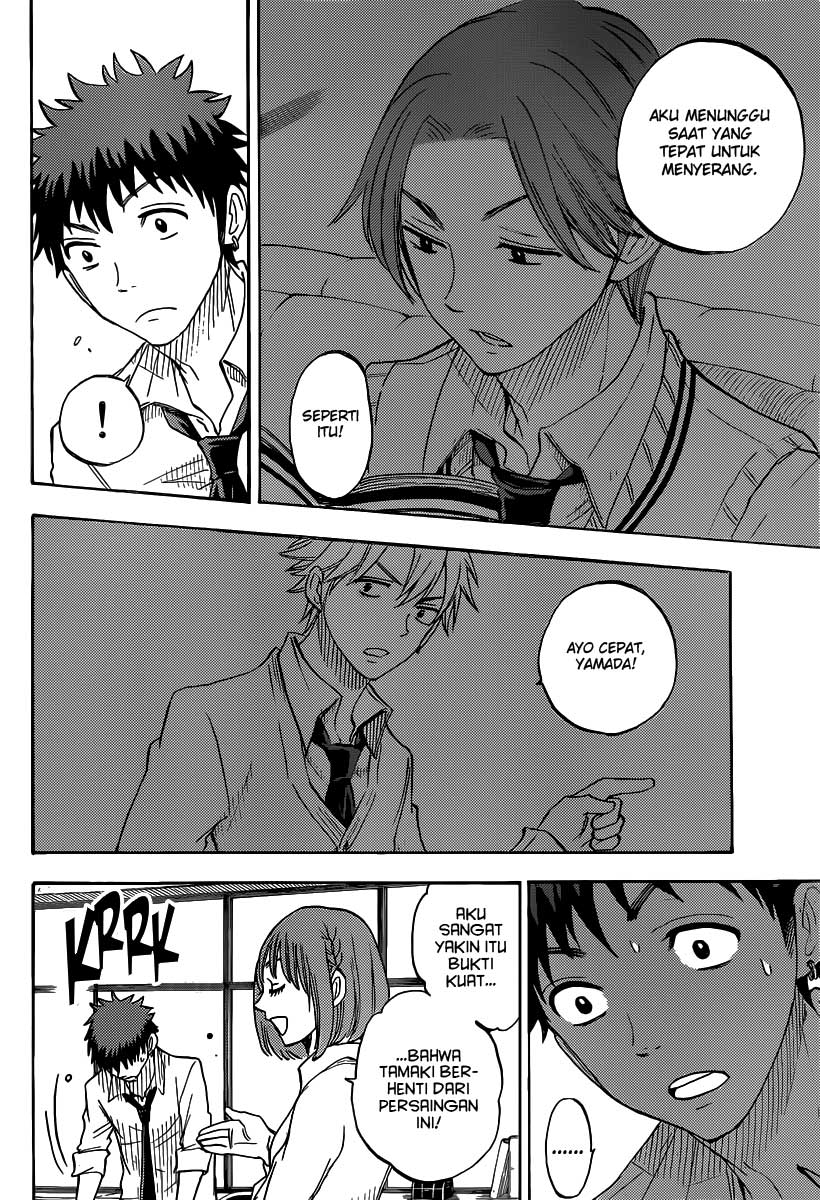 AKU MENUNGGU
SAAT YANG
TEPAT UNTUK
MENYERANG.
SEPERTI
ITU!
!
AYO CEPAT,
YAMADA!
......
AKU
SANGAT
YAKIN ITU
BUKTI
KUAT...
...BAHWA
TAMAKI BER-
HENTI DARI
PERSAINGAN
INI!
KRRK